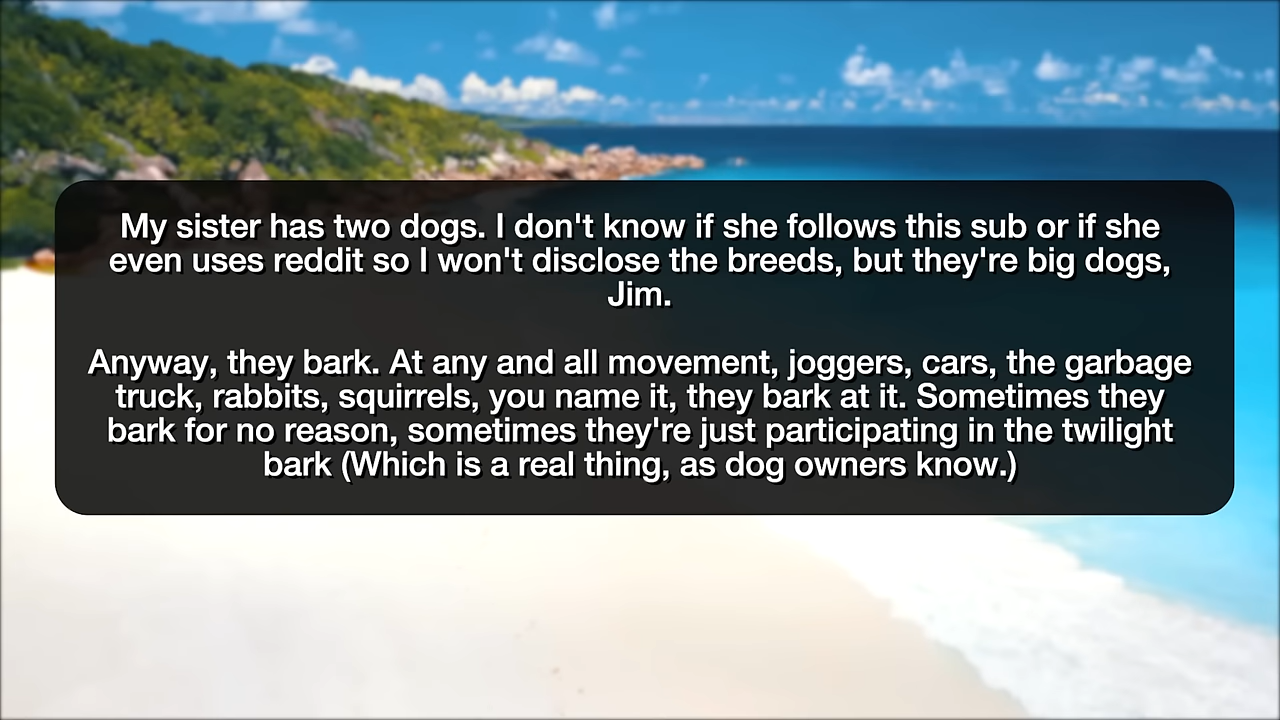 My sister has two dogs. I don't know if she follows this sub or if she
even uses reddit so I won't disclose the breeds, but they're big dogs,
Jim.
Anyway, they bark. At any and all movement, joggers, cars, the garbage
truck, rabbits, squirrels, you name it, they bark at it. Sometimes they
bark for no reason, sometimes they're just participating in the twilight
bark (Which is a real thing, as dog owners know.)